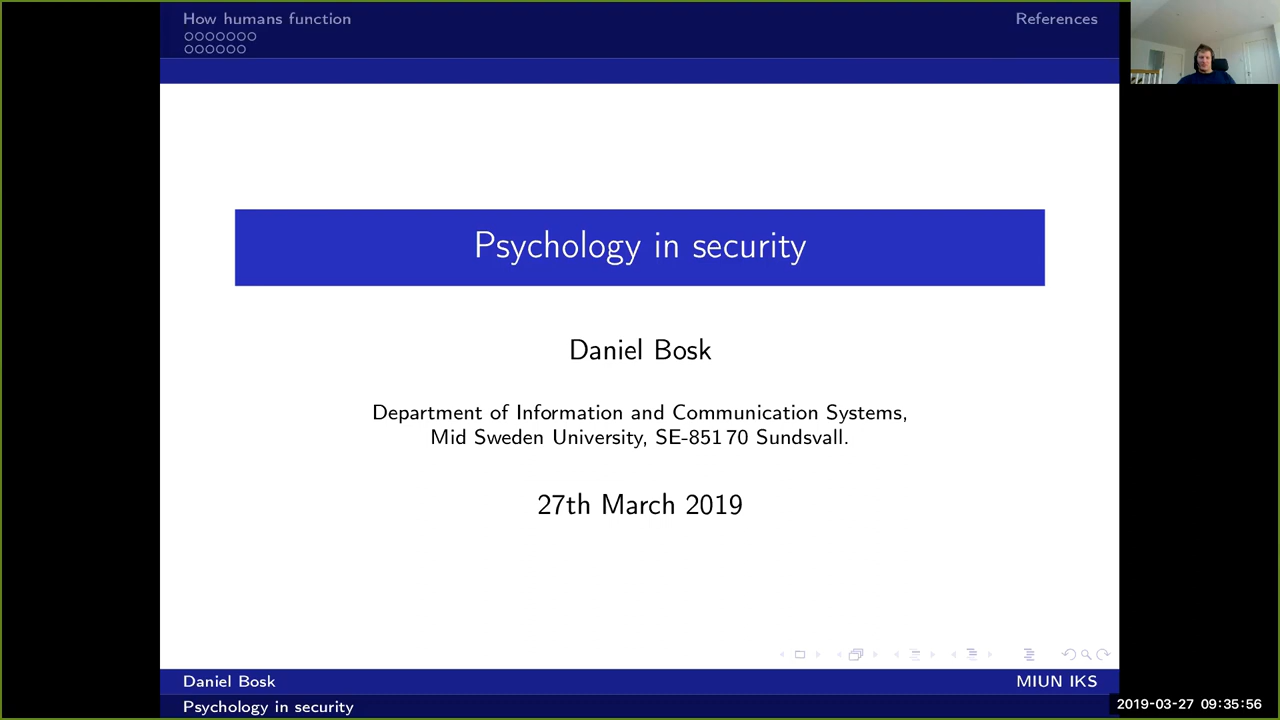 How humans function
References
Psychology in security
Daniel Bosk
Department of Information and Communication Systems,
Mid Sweden University, SE-851 70 Sundsvall.
27th March 2019
Daniel Bosk
MIUN IKS
Psychology in security
2019-03-27 09:35:56